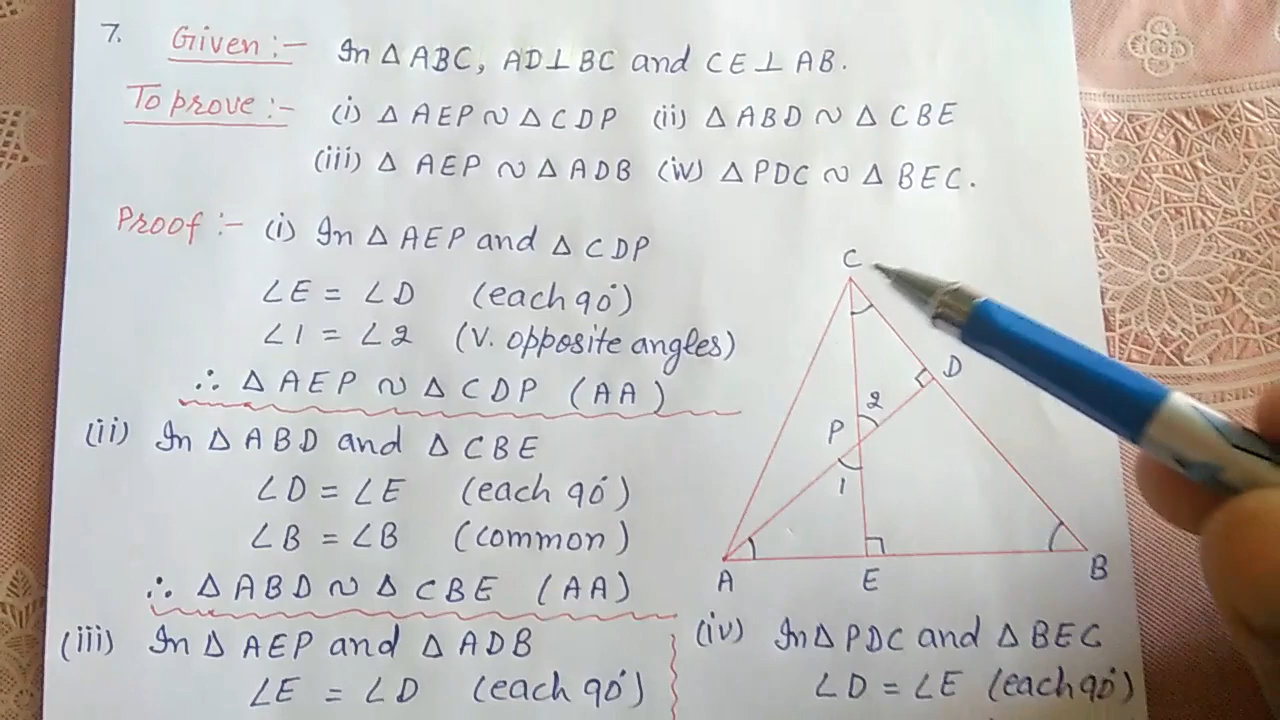 7. Given :- In Δ ABC, AD⊥BC and CE⊥AB.
To prove :- (i) Δ AEP ~ Δ CDP (ii) Δ ABD ~ Δ CBE
(iii) Δ AEP ~ Δ ADB (iv) Δ PDC ~ Δ BEC.
Proof :- (i) In Δ AEP and Δ CDP
∠E = ∠D (each 90°)
∠1 = ∠2 (V. opposite angles)
∴ Δ AEP ~ Δ CDP (AA)
(ii) In Δ ABD and Δ CBE
∠D = ∠E (each 90°)
∠B = ∠B (common)
∴ Δ ABD ~ Δ CBE (AA)
(iii) In Δ AEP and Δ ADB
∠E = ∠D (each 90°)
C
D
2
P
1
A
E
B
(iv) In Δ PDC and Δ BEC
∠D = ∠E (each 90°)